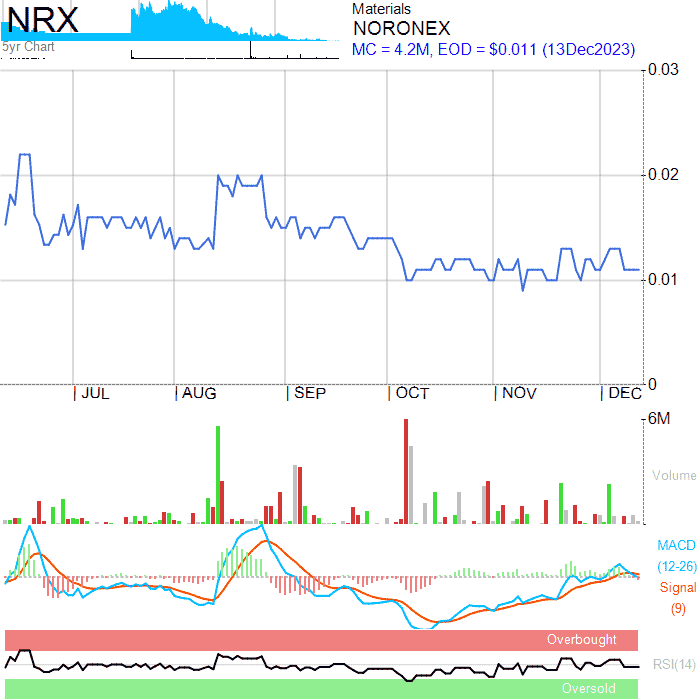 NRX
5yr Chart
Materials
NORONEX
MC = 4.2M, EOD = $0.011 (13Dec2023)
0.03
0.02
0.01
0
| JUL | AUG | SEP | OCT | NOV | DEC
6M
Volume
MACD
(12-26)
Signal
(9)
Overbought
RSI(14)
Oversold